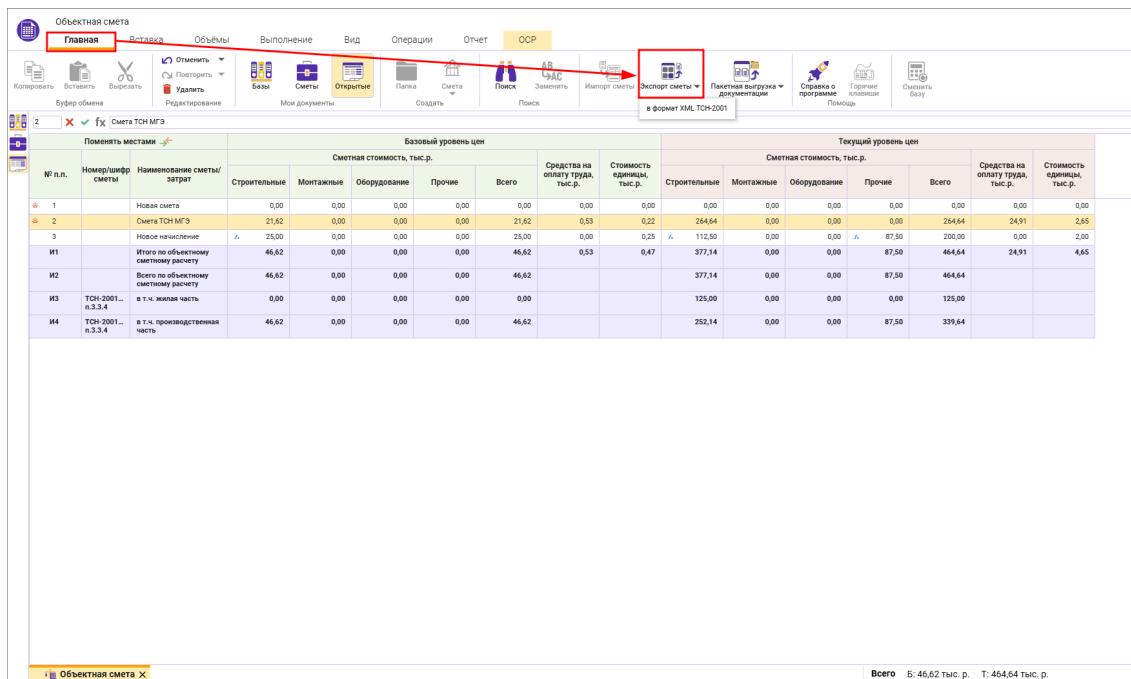 Объектная смета
Главная Вставка Объёмы Выполнение Вид Операции Отчет ОСР
Копировать Вставить Вырезать
Отменить
Повторить
Удалить
Базы Сметы Открытые Папка Смета Поиск Заменить Импорт сметы Экспорт сметы Пакетная выгрузка документации Справка о программе Горячие клавиши Сменить базу
Буфер обмена Редактирование Мои документы Создать Поиск Помощь
в формат XML ТСН-2001
2 fx Смета ТСН МГЭ
Поменять местами Базовый уровень цен Текущий уровень цен
№ п.п. Номер/шифр сметы Наименование сметы/затрат Сметная стоимость, тыс.р. Средства на оплату труда, тыс.р. Стоимость единицы, тыс.р. Сметная стоимость, тыс.р. Средства на оплату труда, тыс.р. Стоимость единицы, тыс.р.
Строительные Монтажные Оборудование Прочие Всего Строительные Монтажные Оборудование Прочие Всего
1 Новая смета 0,00 0,00 0,00 0,00 0,00 0,00 0,00 0,00 0,00 0,00 0,00 0,00 0,00 0,00
2 Смета ТСН МГЭ 21,62 0,00 0,00 0,00 21,62 0,53 0,22 264,64 0,00 0,00 0,00 264,64 24,91 2,65
3 Новое начисление 25,00 0,00 0,00 0,00 25,00 0,00 0,25 112,50 0,00 0,00 87,50 200,00 0,00 2,00
И1 Итого по объектному сметному расчету 46,62 0,00 0,00 0,00 46,62 0,53 0,47 377,14 0,00 0,00 87,50 464,64 24,91 4,65
И2 Всего по объектному сметному расчету 46,62 0,00 0,00 0,00 46,62 377,14 0,00 0,00 87,50 464,64
И3 ТСН-2001... п.3.3.4 в т.ч. жилая часть 0,00 0,00 0,00 0,00 0,00 125,00 0,00 0,00 0,00 125,00
И4 ТСН-2001... п.3.3.4 в т.ч. производственная часть 46,62 0,00 0,00 0,00 46,62 252,14 0,00 0,00 87,50 339,64
Объектная смета X Всего Б: 46,62 тыс. р. Т: 464,64 тыс. р.